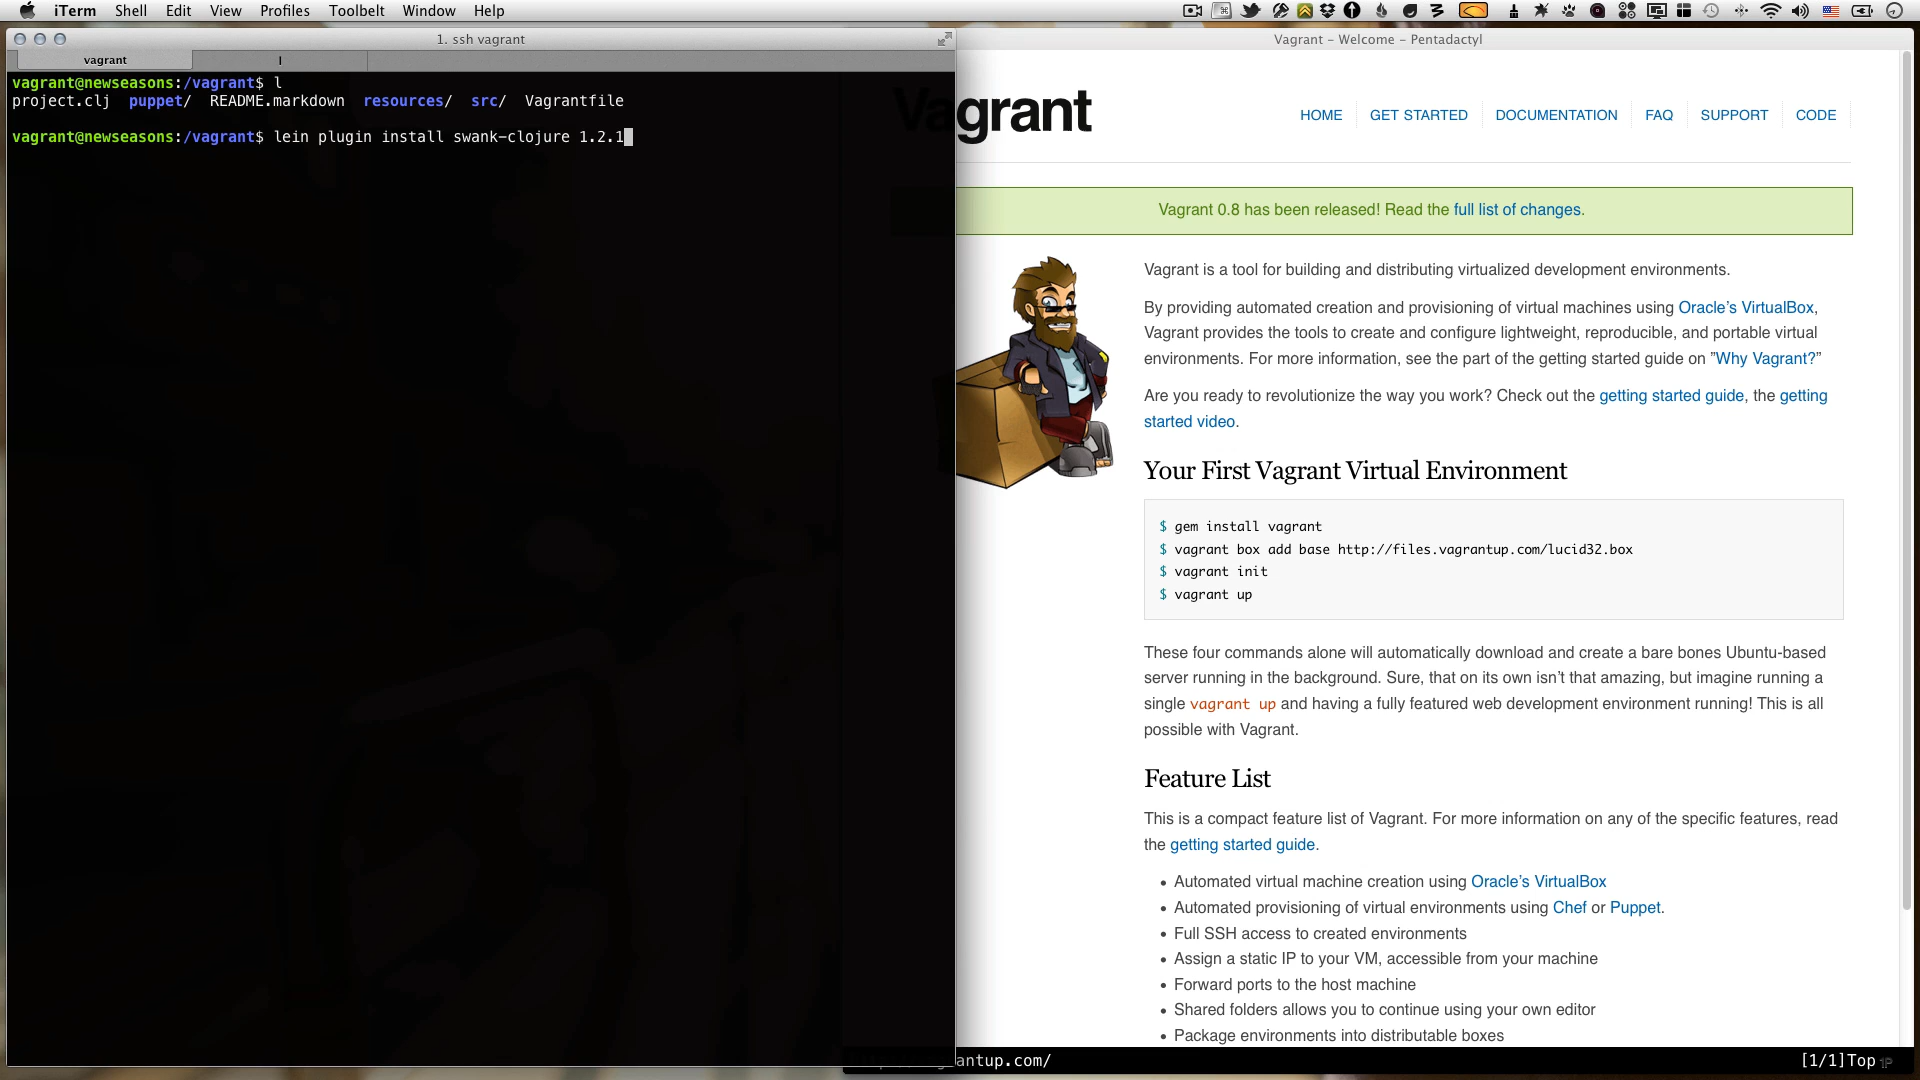 iTerm Shell Edit View Profiles Toolbelt Window Help
1. ssh vagrant
vagrant
l
vagrant@newseasons:/vagrant$ l
project.clj puppet/ README.markdown resources/ src/ Vagrantfile
vagrant@newseasons:/vagrant$ lein plugin install swank-clojure 1.2.1
Vagrant - Welcome - Pentadactyl
Vagrant
HOME GET STARTED DOCUMENTATION FAQ SUPPORT CODE
Vagrant 0.8 has been released! Read the full list of changes.
Vagrant is a tool for building and distributing virtualized development environments.
By providing automated creation and provisioning of virtual machines using Oracle’s VirtualBox,
Vagrant provides the tools to create and configure lightweight, reproducible, and portable virtual
environments. For more information, see the part of the getting started guide on ”Why Vagrant?”
Are you ready to revolutionize the way you work? Check out the getting started guide, the getting
started video.
Your First Vagrant Virtual Environment
$ gem install vagrant
$ vagrant box add base http://files.vagrantup.com/lucid32.box
$ vagrant init
$ vagrant up
These four commands alone will automatically download and create a bare bones Ubuntu-based
server running in the background. Sure, that on its own isn’t that amazing, but imagine running a
single vagrant up and having a fully featured web development environment running! This is all
possible with Vagrant.
Feature List
This is a compact feature list of Vagrant. For more information on any of the specific features, read
the getting started guide.
• Automated virtual machine creation using Oracle’s VirtualBox
• Automated provisioning of virtual environments using Chef or Puppet.
• Full SSH access to created environments
• Assign a static IP to your VM, accessible from your machine
• Forward ports to the host machine
• Shared folders allows you to continue using your own editor
• Package environments into distributable boxes
antup.com/ [1/1]Top